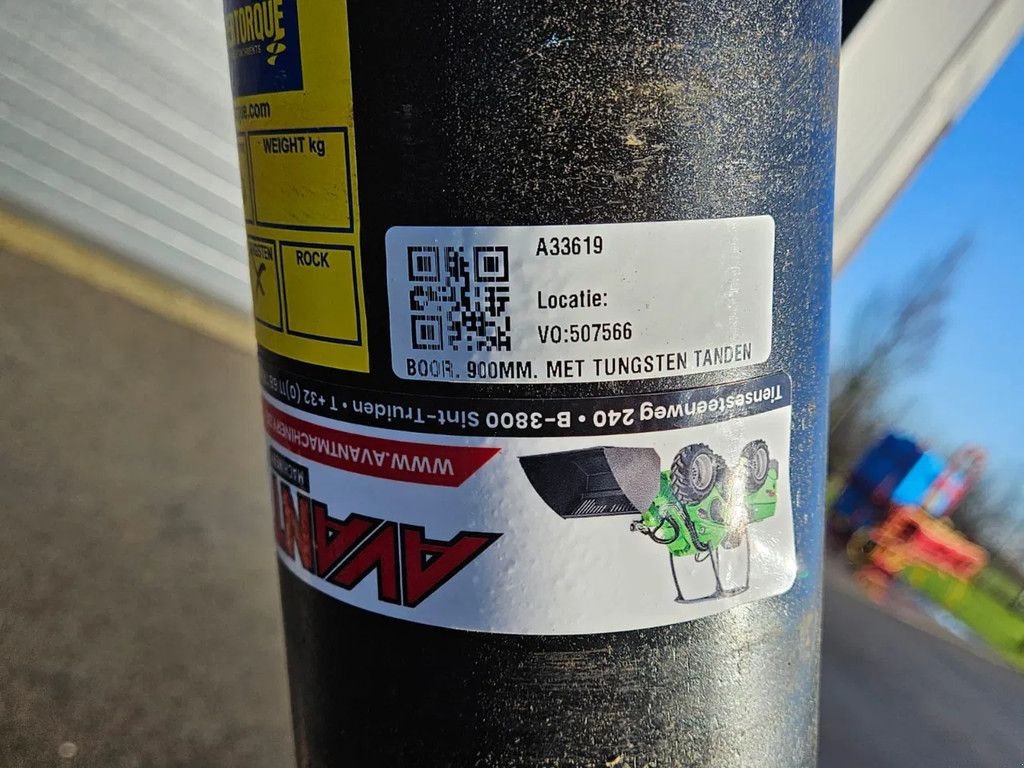 WEIGHT kg
ROCK
A33619
Locatie:
VO:507566
BOOR. 900MM. MET TUNGSTEN TANDEN
Tiensesteenweg 240 • B-3800 Sint-Truiden • T +32 (0)11
WWW.AVANTMACHINERY
AVANT